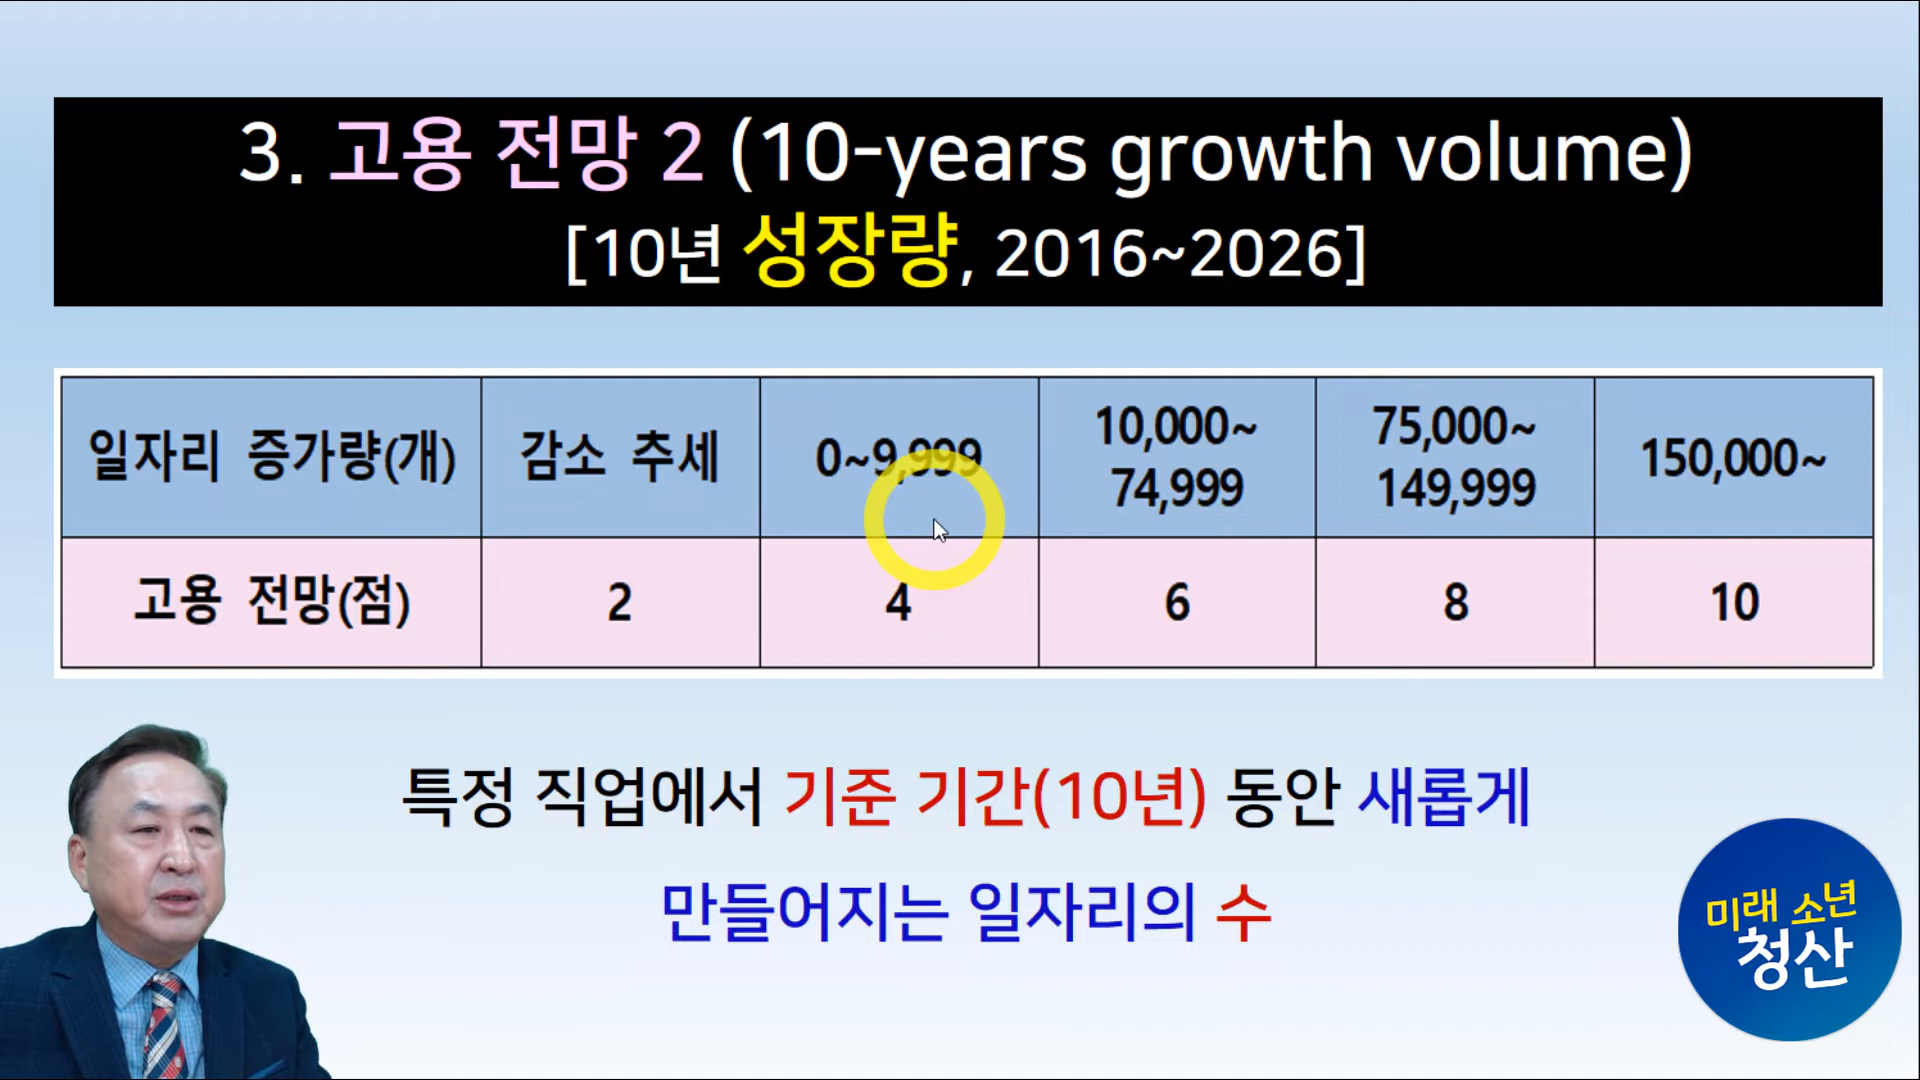 3. 고용 전망 2 (10-years growth volume)
[10년 성장량, 2016~2026]
일자리 증가량(개) 감소 추세 0~9,999 10,000~ 75,000~ 150,000~
74,999 149,999
고용 전망(점) 2 4 6 8 10
특정 직업에서 기준 기간(10년) 동안 새롭게
만들어지는 일자리의 수
미래 소년
청산